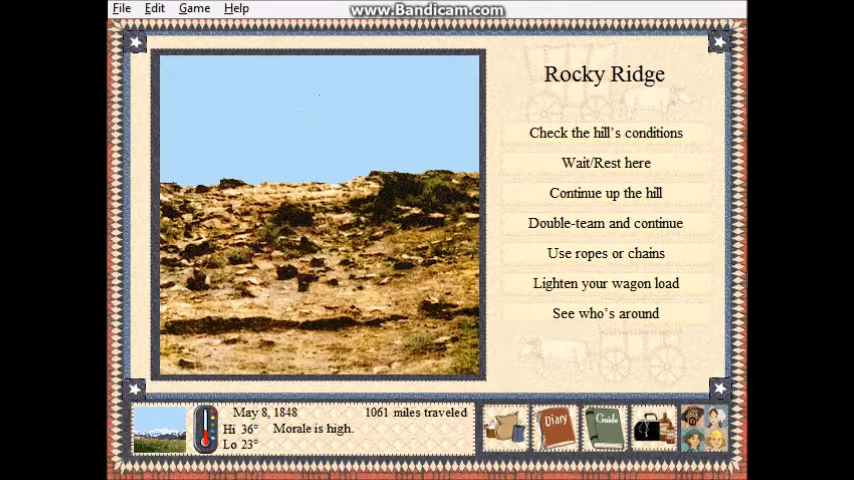 www.Bandicam.com
File Edit Game Help
Rocky Ridge
Check the hill's conditions
Wait/Rest here
Continue up the hill
Double-team and continue
Use ropes or chains
Lighten your wagon load
See who's around
May 8, 1848 1061 miles traveled
Hi 36° Morale is high.
Lo 23°
Diary
Guide